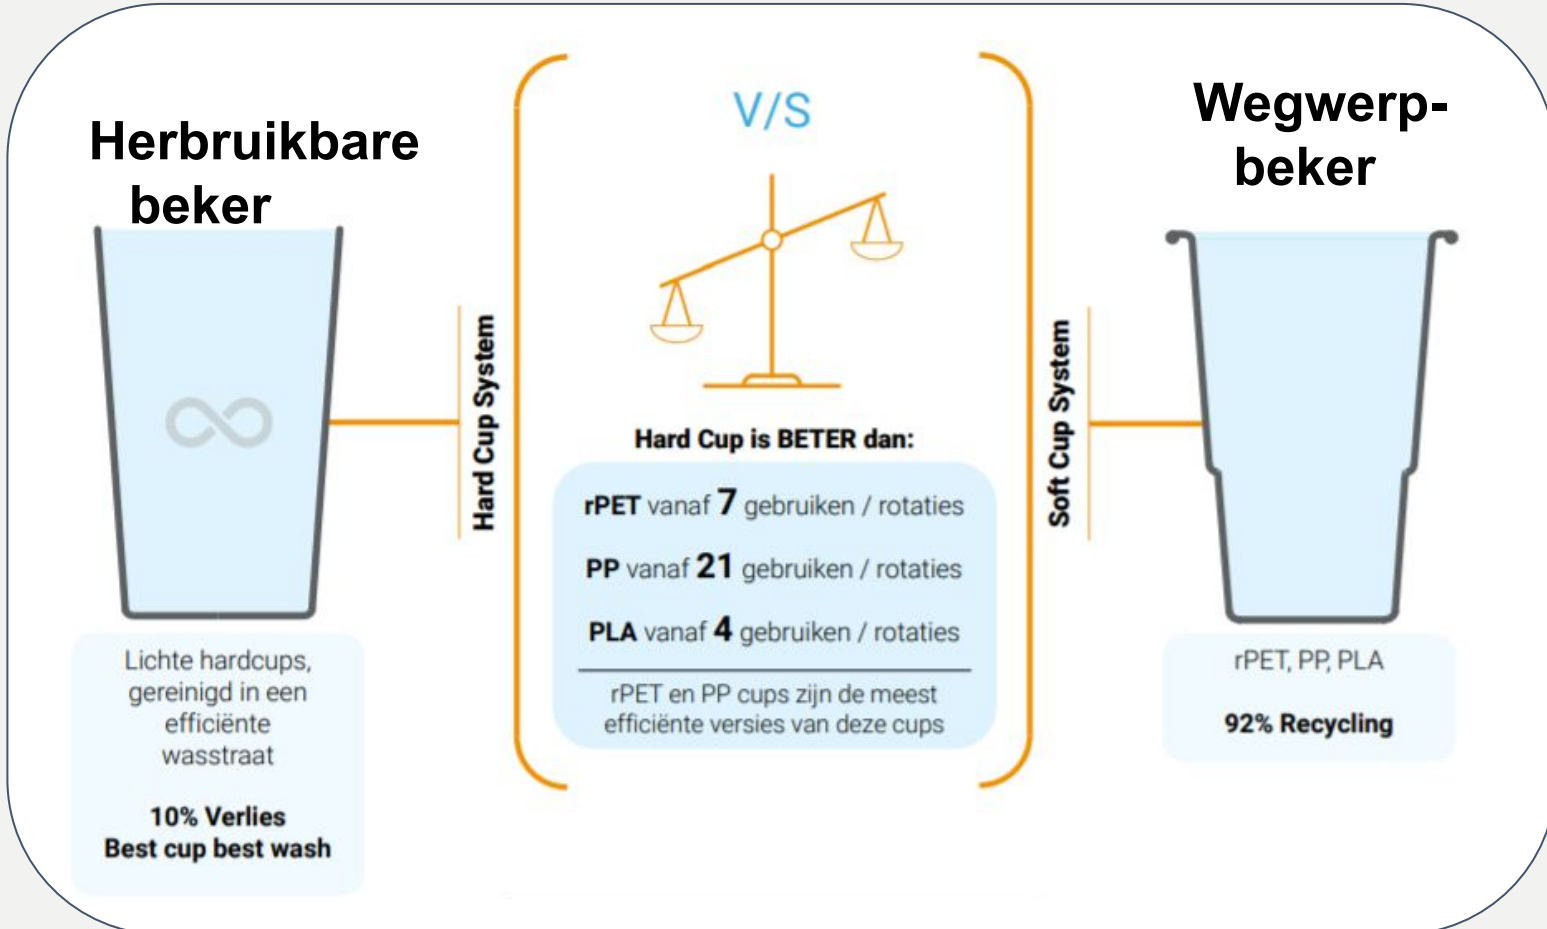 Herbruikbare
beker
Hard Cup System
Lichte hardcups,
gereinigd in een
efficiënte
wasstraat
10% Verlies
Best cup best wash
V/S
Hard Cup is BETER dan:
rPET vanaf 7 gebruiken / rotaties
PP vanaf 21 gebruiken / rotaties
PLA vanaf 4 gebruiken / rotaties
rPET en PP cups zijn de meest
efficiënte versies van deze cups
Wegwerp-
beker
Soft Cup System
rPET, PP, PLA
92% Recycling